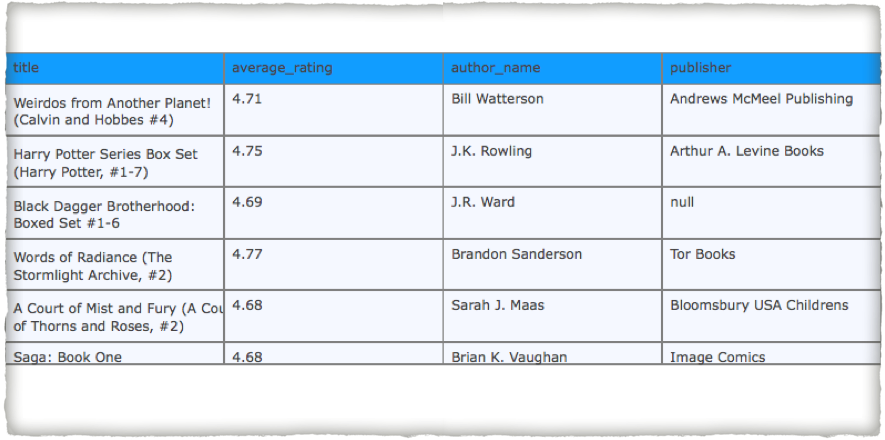 title average_rating author_name publisher
Weirdos from Another Planet! 4.71 Bill Watterson Andrews McMeel Publishing
(Calvin and Hobbes #4)
Harry Potter Series Box Set 4.75 J.K. Rowling Arthur A. Levine Books
(Harry Potter, #1-7)
Black Dagger Brotherhood: 4.69 J.R. Ward null
Boxed Set #1-6
Words of Radiance (The 4.77 Brandon Sanderson Tor Books
Stormlight Archive, #2)
A Court of Mist and Fury (A Cou 4.68 Sarah J. Maas Bloomsbury USA Childrens
of Thorns and Roses, #2)
Saga: Book One 4.68 Brian K. Vaughan Image Comics